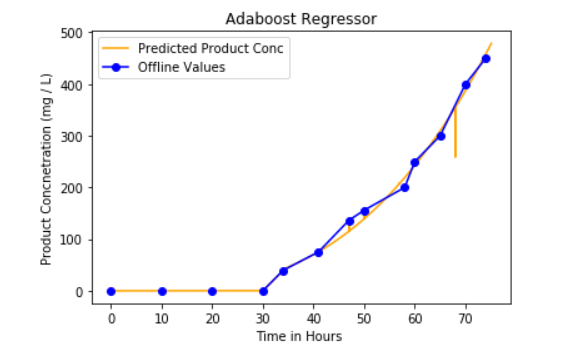 Adaboost Regressor
Predicted Product Conc
Offline Values
Product Concnetration (mg / L)
500
400
300
200
100
0
0 10 20 30 40 50 60 70
Time in Hours